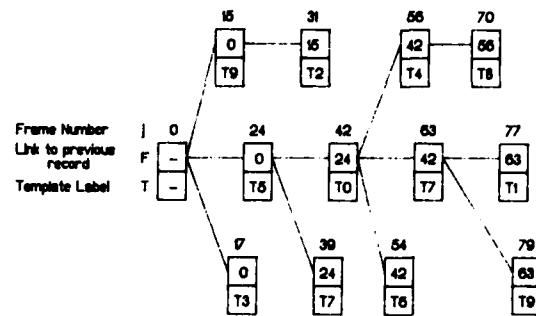 15 31 56 70
0 15 42 56
T9 T2 T4 T8
Frame Number j 0 24 42 63 77
Link to previous record F - 0 24 42 63
Template Label T - T5 T0 T7 T1
17 39 54 79
0 24 42 63
T3 T7 T6 T9